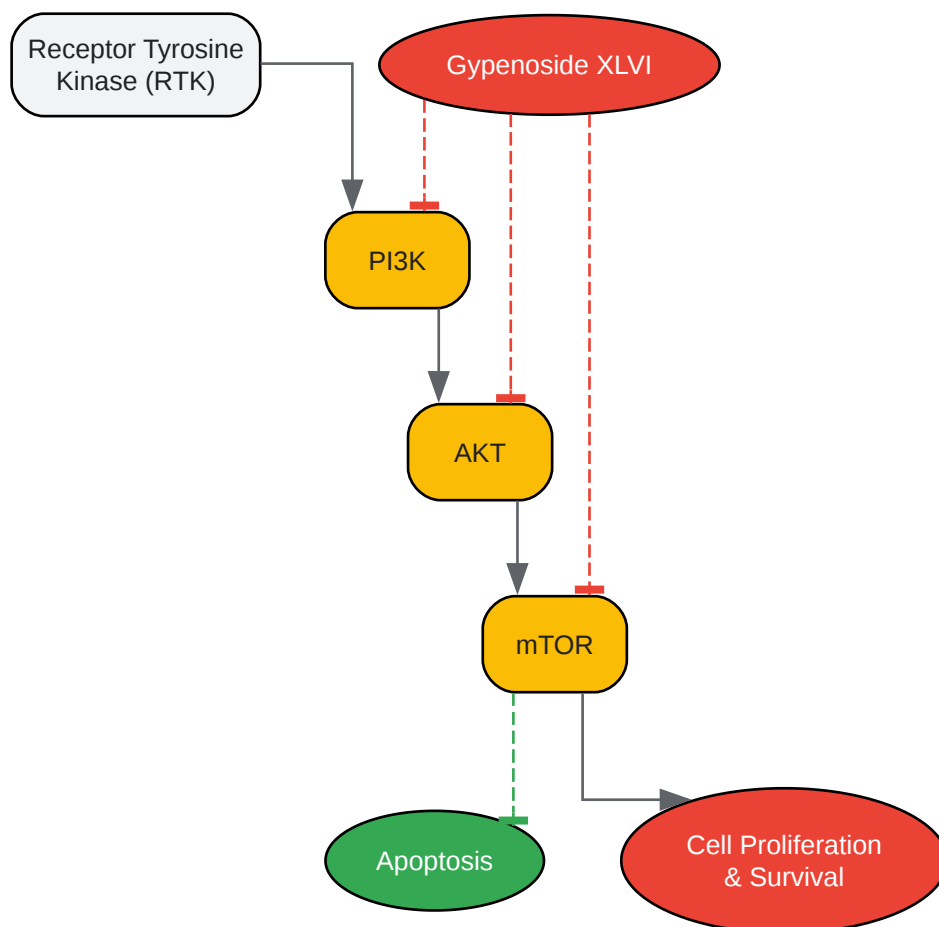 Receptor Tyrosine
Kinase (RTK)
Gypenoside XLVI
PI3K
AKT
mTOR
Apoptosis
Cell Proliferation
& Survival